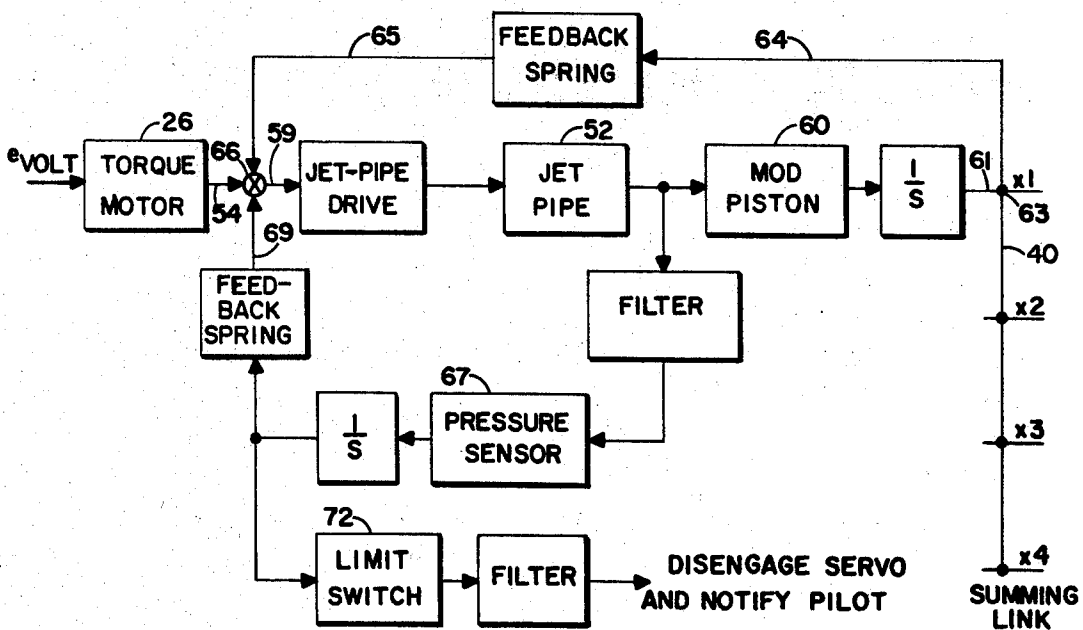 65
FEEDBACK
SPRING
64
26
66
59
52
60
61
eVOLT
TORQUE
MOTOR
54
JET-PIPE
DRIVE
JET
PIPE
MOD
PISTON
1
S
x1
63
69
40
FEED-
BACK
SPRING
FILTER
x2
67
1
S
PRESSURE
SENSOR
x3
72
LIMIT
SWITCH
FILTER
DISENGAGE SERVO
AND NOTIFY PILOT
x4
SUMMING
LINK